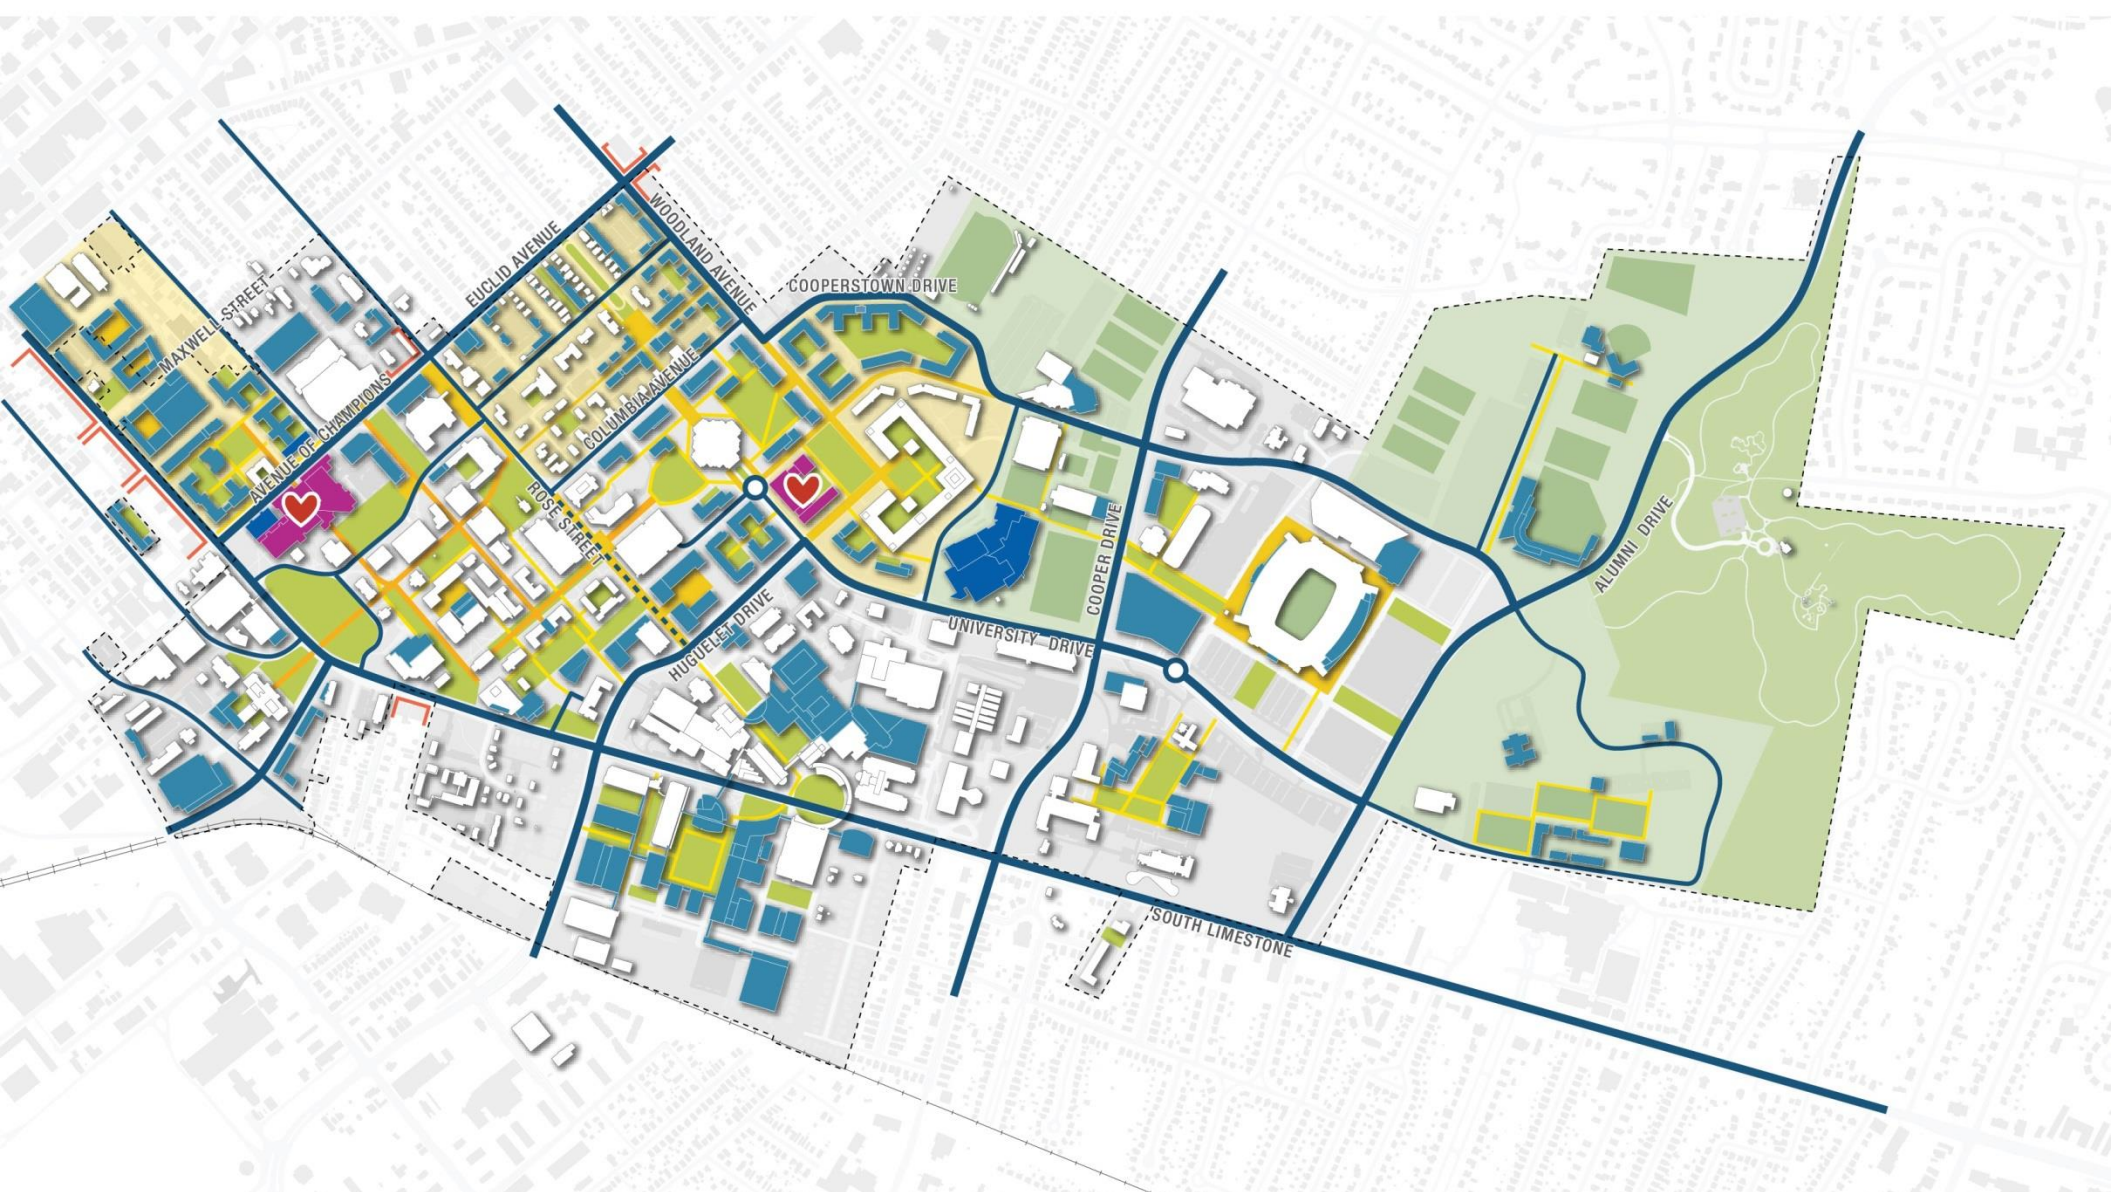 WOODLAND AVENUE
EUCLID AVENUE
MAXWELL STREET
COOPERSTOWN DRIVE
AVENUE OF CHAMPIONS
COLUMBIA AVENUE
ROSE STREET
COOPER DRIVE
ALUMNI DRIVE
HUGUELET DRIVE
UNIVERSITY DRIVE
SOUTH LIMESTONE